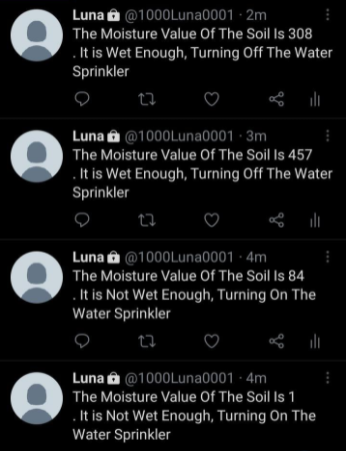 Luna @1000Luna0001 · 2m
The Moisture Value Of The Soil Is 308
. It is Wet Enough, Turning Off The Water
Sprinkler
Luna @1000Luna0001 · 3m
The Moisture Value Of The Soil Is 457
. It is Wet Enough, Turning Off The Water
Sprinkler
Luna @1000Luna0001 · 4m
The Moisture Value Of The Soil Is 84
. It is Not Wet Enough, Turning On The
Water Sprinkler
Luna @1000Luna0001 · 4m
The Moisture Value Of The Soil Is 1
. It is Not Wet Enough, Turning On The
Water Sprinkler